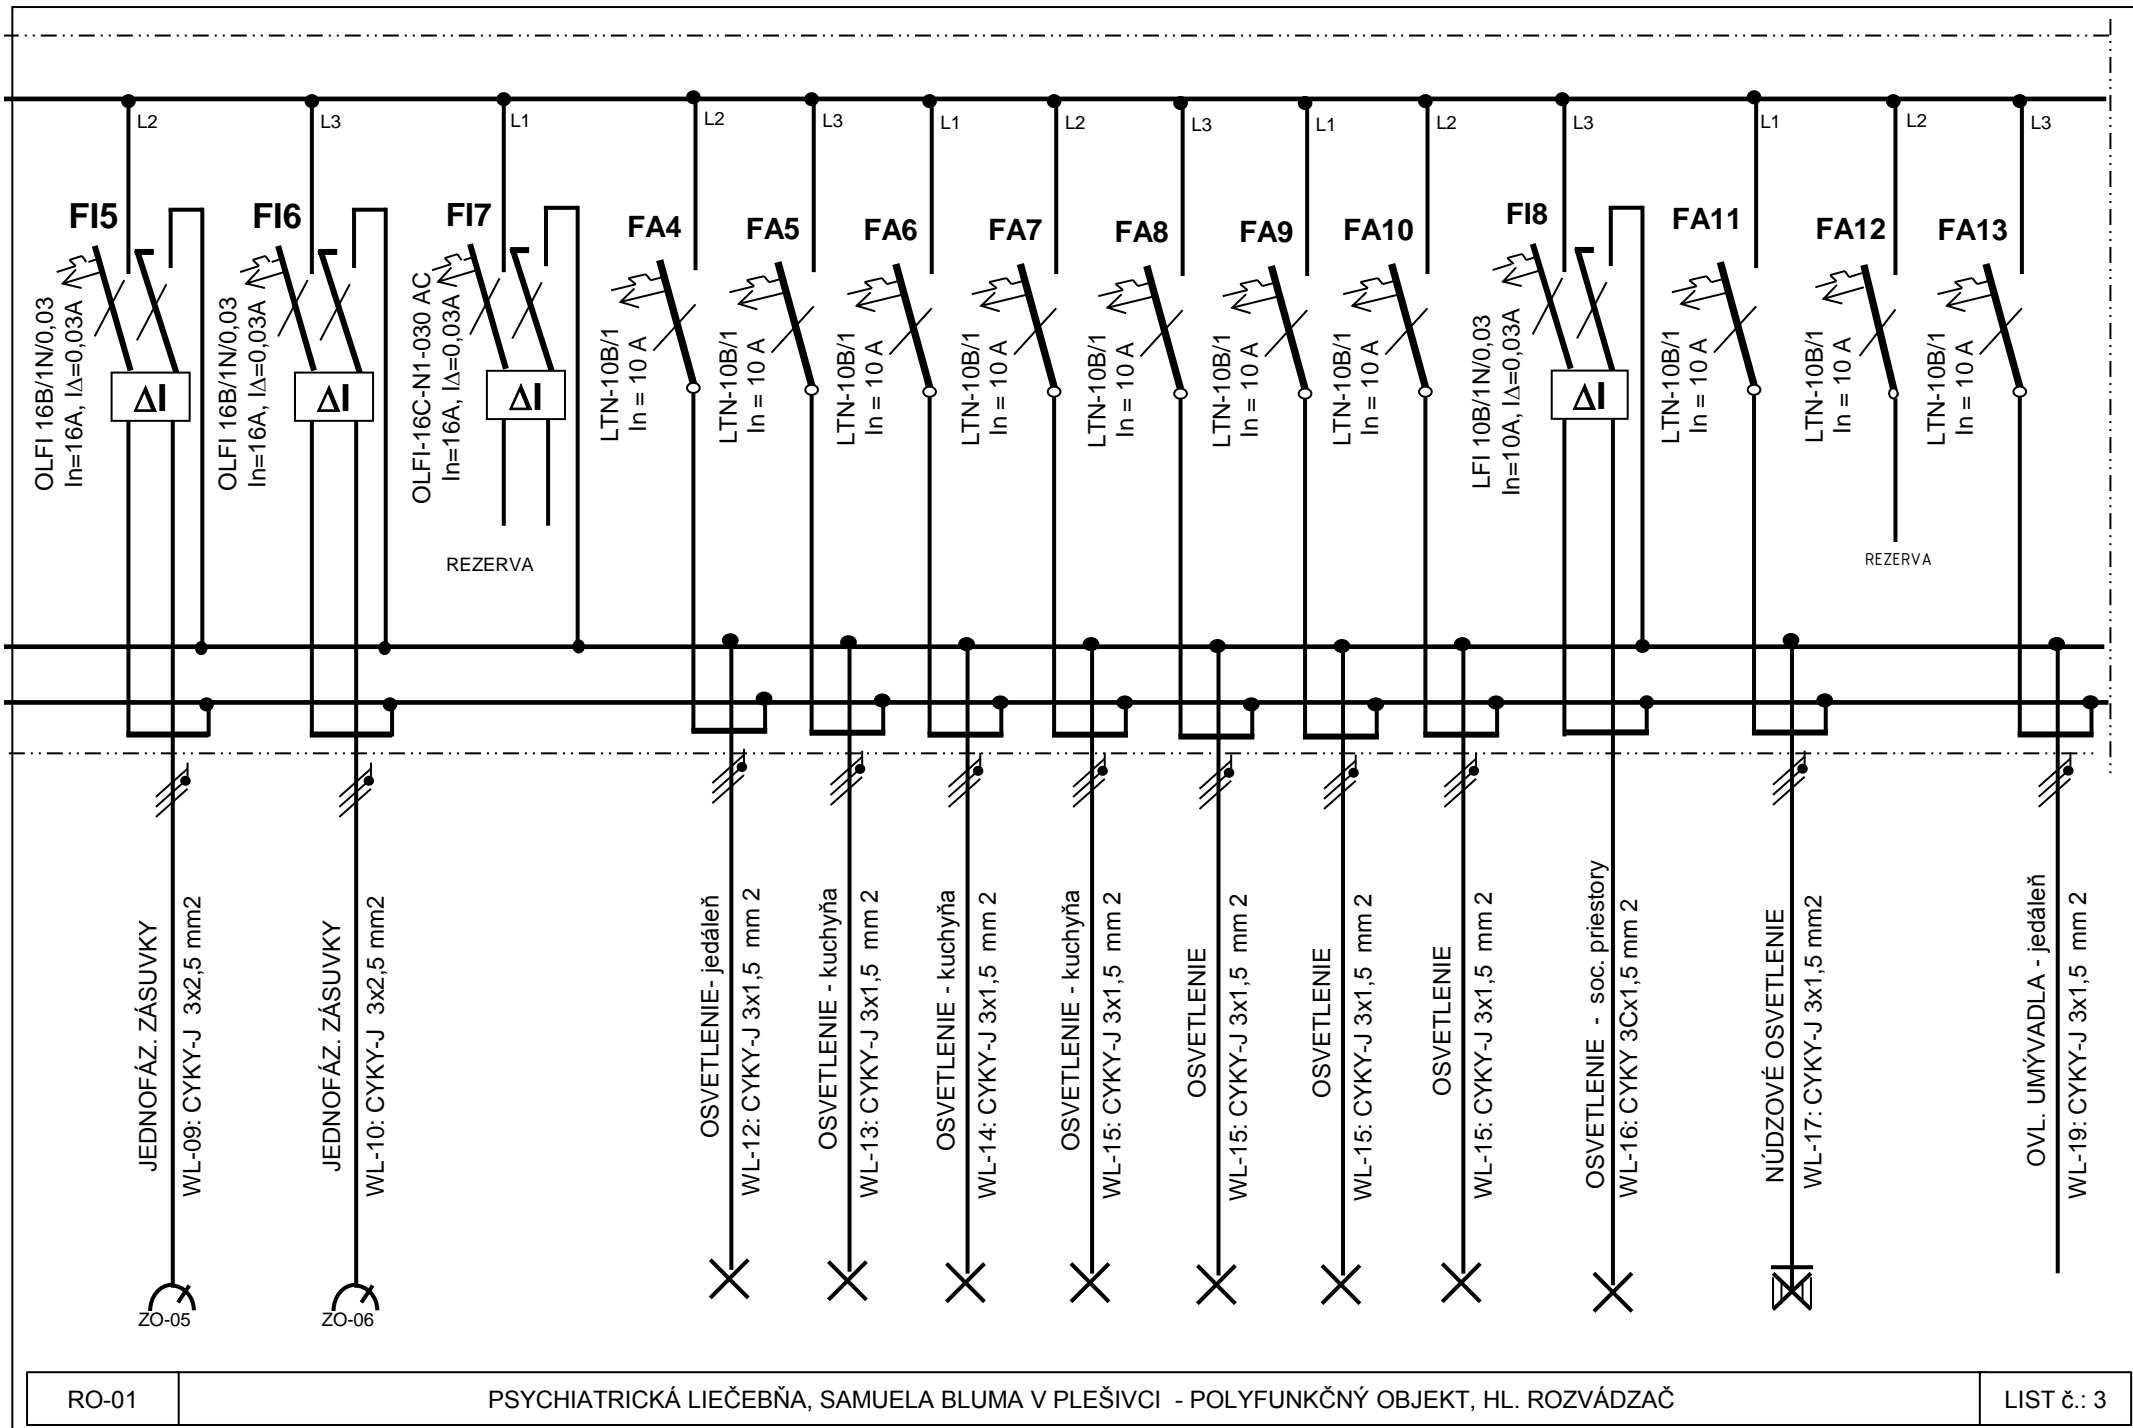 L2
L3
L1
L2
L3
L1
L2
L3
L1
L2
L3
L1
L2
L3
FI5
FI6
FI7
FA4
FA5
FA6
FA7
FA8
FA9
FA10
FI8
FA11
FA12
FA13
OLFI 16B/1N/0,03
In=16A, I∆=0,03A
OLFI 16B/1N/0,03
In=16A, I∆=0,03A
OLFI-16C-N1-030 AC
In=16A, I∆=0,03A
LTN-10B/1
In = 10 A
LTN-10B/1
In = 10 A
LTN-10B/1
In = 10 A
LTN-10B/1
In = 10 A
LTN-10B/1
In = 10 A
LTN-10B/1
In = 10 A
LTN-10B/1
In = 10 A
LFI 10B/1N/0,03
In=10A, I∆=0,03A
LTN-10B/1
In = 10 A
LTN-10B/1
In = 10 A
LTN-10B/1
In = 10 A
∆I
∆I
∆I
∆I
REZERVA
REZERVA
JEDNOFÁZ. ZÁSUVKY
WL-09: CYKY-J 3x2,5 mm2
JEDNOFÁZ. ZÁSUVKY
WL-10: CYKY-J 3x2,5 mm2
OSVETLENIE- jedáleň
WL-12: CYKY-J 3x1,5 mm 2
OSVETLENIE - kuchyňa
WL-13: CYKY-J 3x1,5 mm 2
OSVETLENIE - kuchyňa
WL-14: CYKY-J 3x1,5 mm 2
OSVETLENIE - kuchyňa
WL-15: CYKY-J 3x1,5 mm 2
OSVETLENIE
WL-15: CYKY-J 3x1,5 mm 2
OSVETLENIE
WL-15: CYKY-J 3x1,5 mm 2
OSVETLENIE
WL-15: CYKY-J 3x1,5 mm 2
OSVETLENIE - soc. priestory
WL-16: CYKY 3Cx1,5 mm 2
NÚDZOVÉ OSVETLENIE
WL-17: CYKY-J 3x1,5 mm2
OVL. UMÝVADLA - jedáleň
WL-19: CYKY-J 3x1,5 mm 2
ZO-05
ZO-06
RO-01
PSYCHIATRICKÁ LIEČEBŇA, SAMUELA BLUMA V PLEŠIVCI - POLYFUNKČNÝ OBJEKT, HL. ROZVÁDZAČ
LIST č.: 3